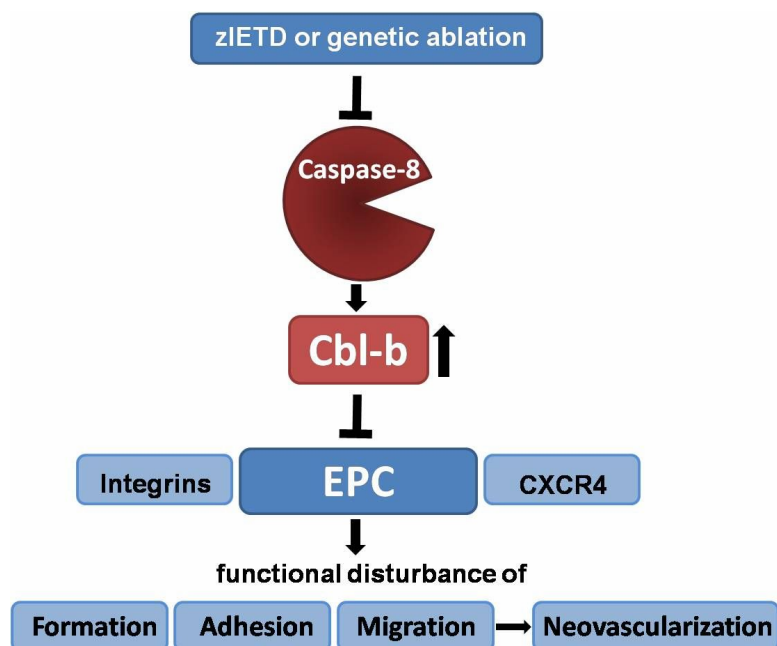 zIETD or genetic ablation
Caspase-8
Cbl-b
Integrins
EPC
CXCR4
functional disturbance of
Formation
Adhesion
Migration
Neovascularization